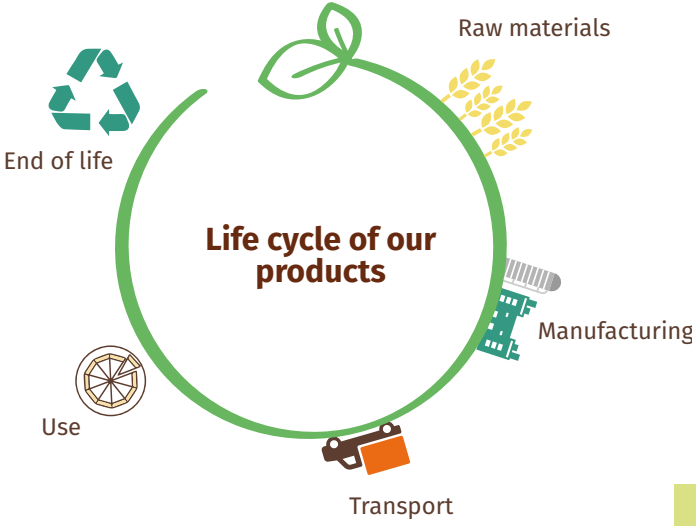 Raw materials
End of life
Life cycle of our
products
Manufacturing
Use
Transport